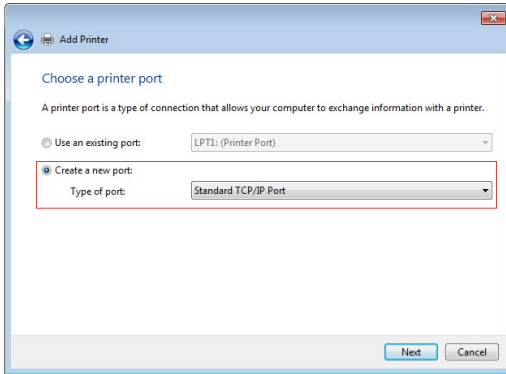 Add Printer
Choose a printer port
A printer port is a type of connection that allows your computer to exchange information with a printer.
Use an existing port: LPT1: (Printer Port)
Create a new port:
Type of port: Standard TCP/IP Port
Next Cancel